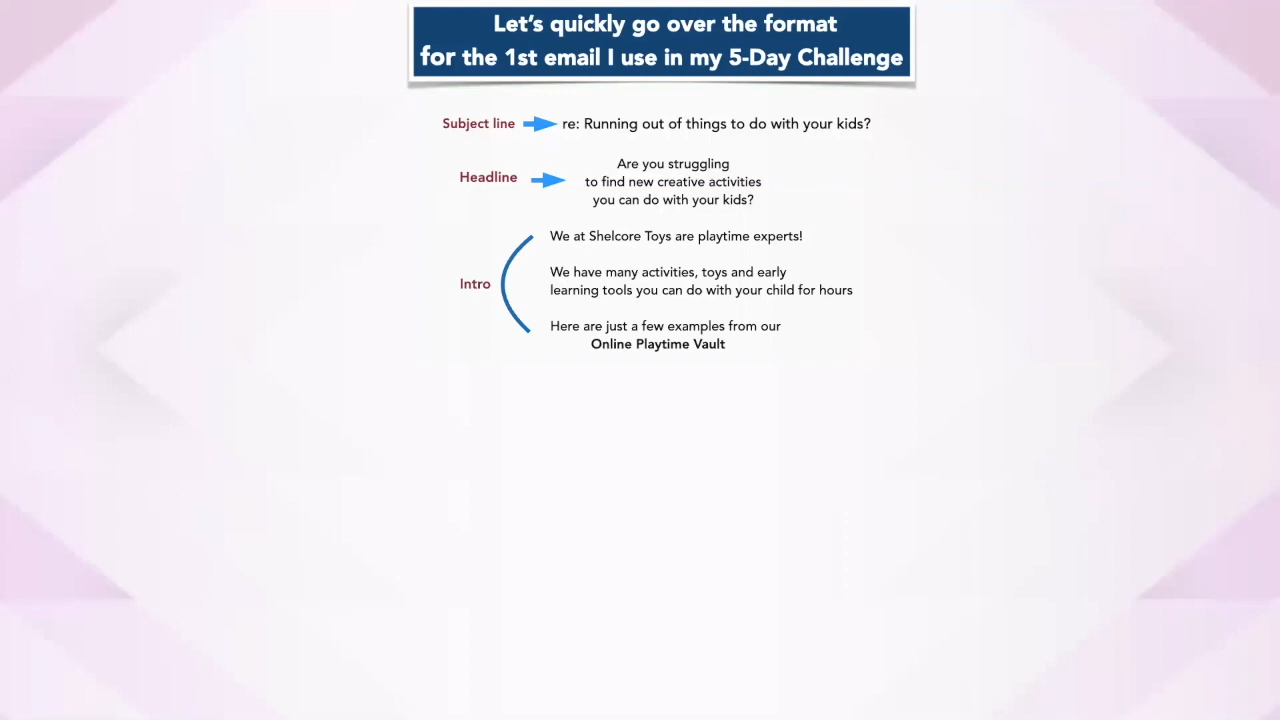 Let's quickly go over the format
for the 1st email I use in my 5-Day Challenge
Subject line
re: Running out of things to do with your kids?
Headline
Are you struggling
to find new creative activities
you can do with your kids?
Intro
We at Shelcore Toys are playtime experts!
We have many activities, toys and early
learning tools you can do with your child for hours
Here are just a few examples from our
Online Playtime Vault